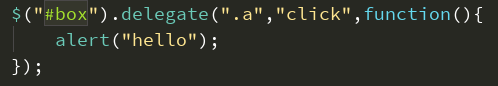 $("#box").delegate(".a","click",function(){
    alert("hello");
});